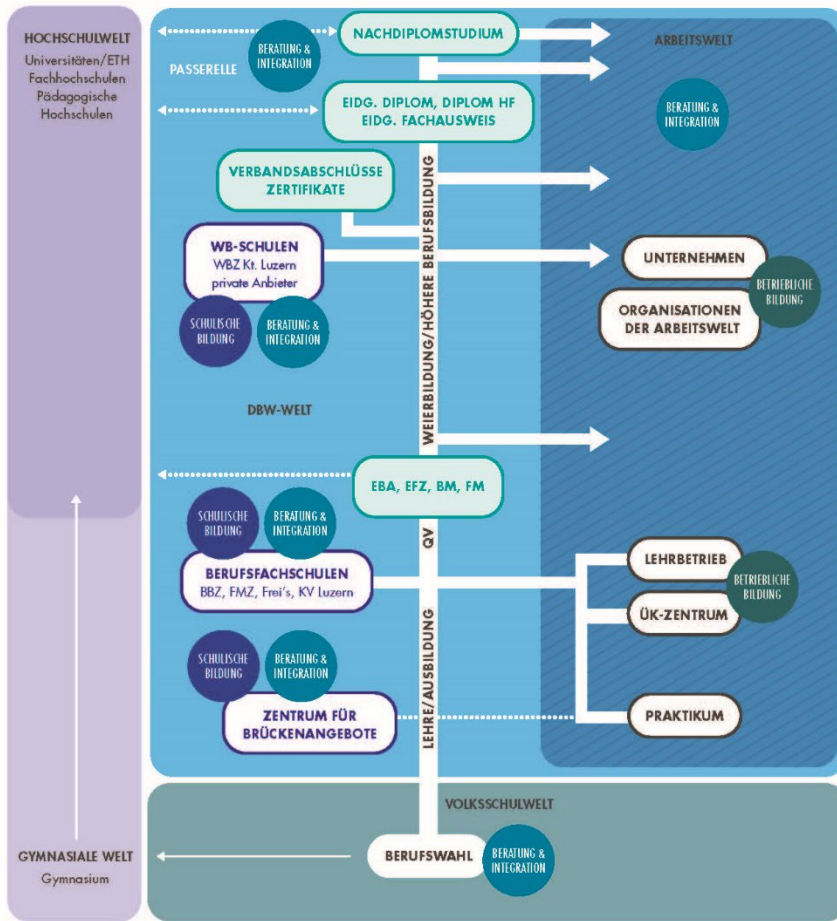 HOCHSCHULWELT
Universitäten/ETH
Fachhochschulen
Pädagogische
Hochschulen
NACHDIPLOMSTUDIUM
ARBEITSWELT
PASSERELLE
BERATUNG &
INTEGRATION
EIDG. DIPLOM, DIPLOM HF
EIDG. FACHAUSWEIS
BERATUNG &
INTEGRATION
VERBANDSABSCHLÜSSE
ZERTIFIKATE
WB-SCHULEN
WBZ Kt. Luzern
private Anbieter
UNTERNEHMEN
BETRIEBLICHE
BILDUNG
ORGANISATIONEN
DER ARBEITSWELT
SCHULISCHE
BILDUNG
BERATUNG &
INTEGRATION
WEIERBILDUNG/HÖHERE BERUFSBILDUNG
DBW-WELT
EBA, EFZ, BM, FM
SCHULISCHE
BILDUNG
BERATUNG &
INTEGRATION
QV
BERUFSFACHSCHULEN
BBZ, FMZ, Frei's, KV Luzern
LEHRBETRIEB
BETRIEBLICHE
BILDUNG
ÜK-ZENTRUM
SCHULISCHE
BILDUNG
BERATUNG &
INTEGRATION
LEHRE/AUSBILDUNG
ZENTRUM FÜR
BRÜCKENANGEBOTE
PRAKTIKUM
VOLKSSCHULWELT
GYMNASIALE WELT
Gymnasium
BERUFSWAHL
BERATUNG &
INTEGRATION